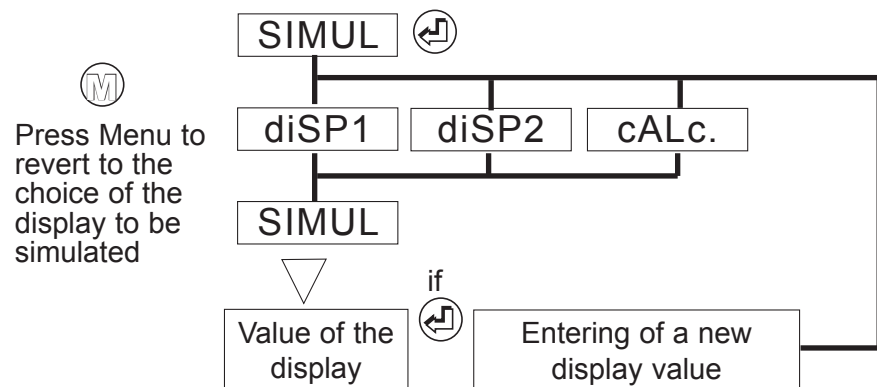 SIMUL
M
Press Menu to
revert to the
choice of the
display to be
simulated
diSP1
diSP2
cALc.
SIMUL
Value of the
display
if
Entering of a new
display value